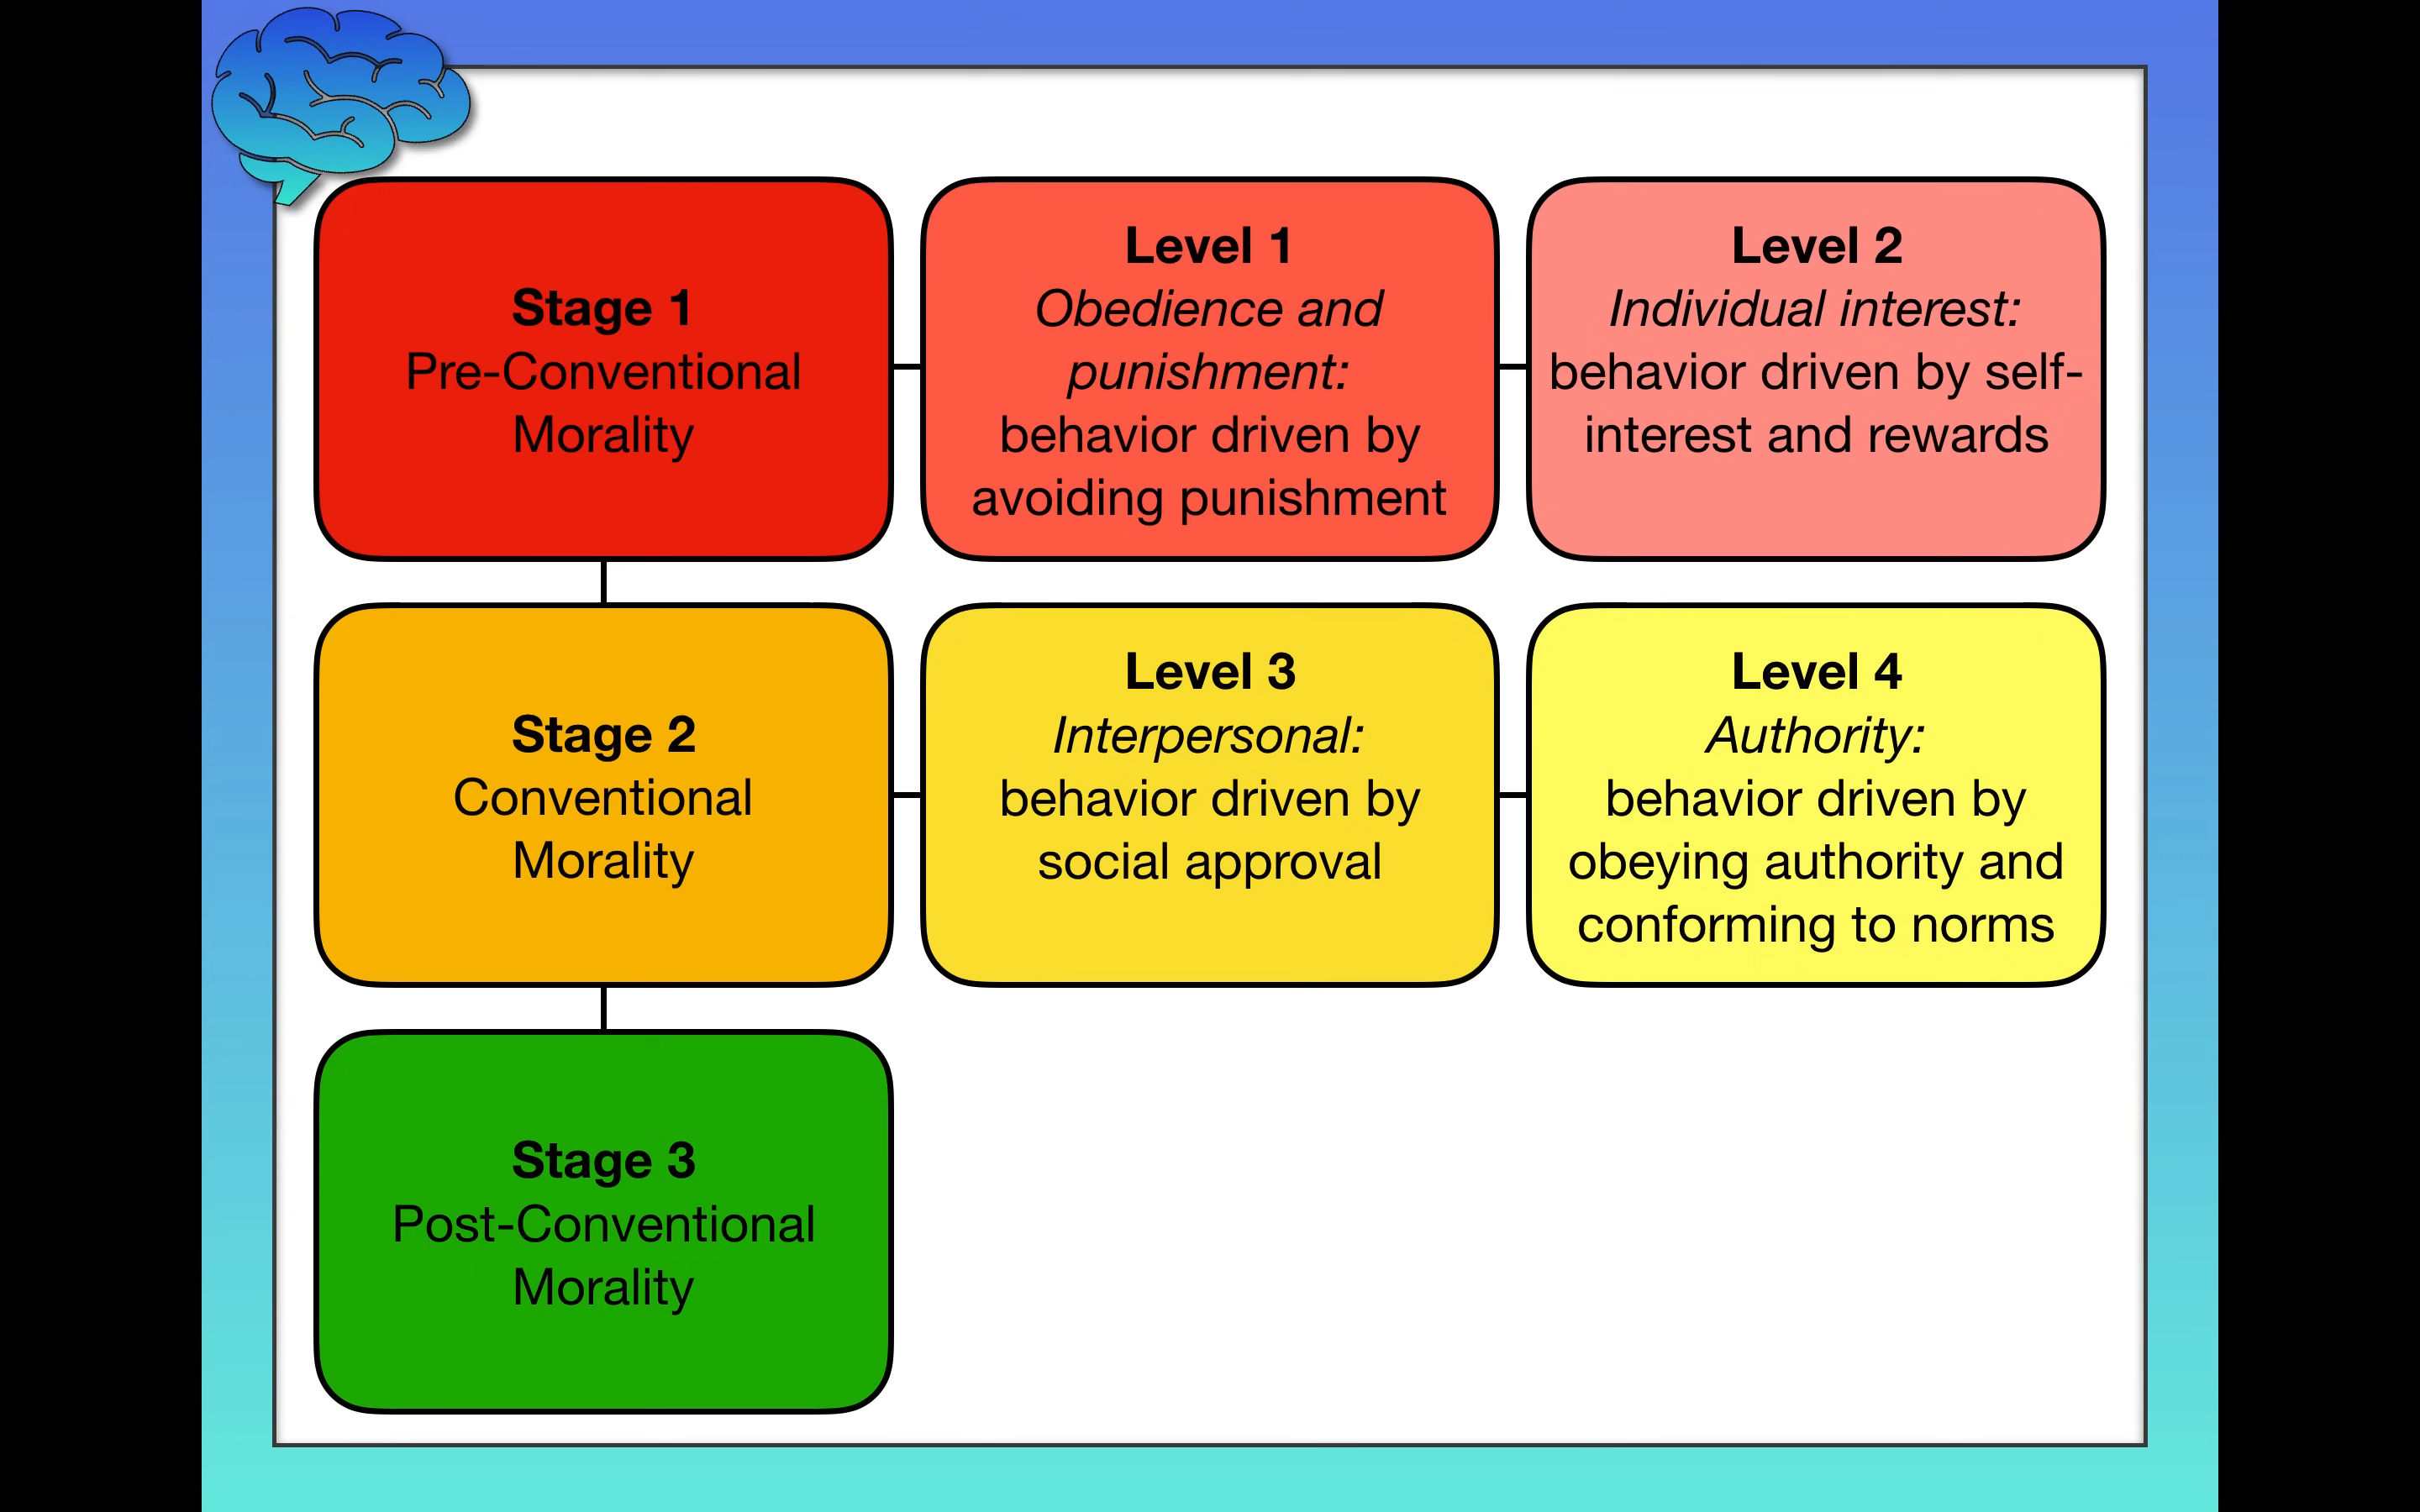 Stage 1
Pre-Conventional
Morality
Level 1
Obedience and
punishment:
behavior driven by
avoiding punishment
Level 2
Individual interest:
behavior driven by self-
interest and rewards
Stage 2
Conventional
Morality
Level 3
Interpersonal:
behavior driven by
social approval
Level 4
Authority:
behavior driven by
obeying authority and
conforming to norms
Stage 3
Post-Conventional
Morality